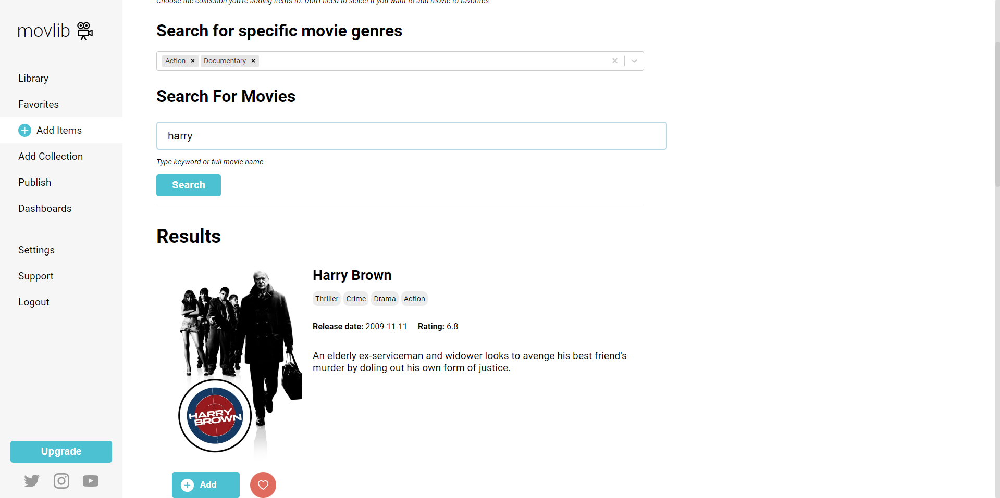 Choose the collection you're adding items to. Don't need to select if you want to add movie to favorites
movlib
Library
Favorites
Add Items
Add Collection
Publish
Dashboards
Settings
Support
Logout
Upgrade
Search for specific movie genres
Action × Documentary ×
Search For Movies
harry
Type keyword or full movie name
Search
Results
Harry Brown
Thriller Crime Drama Action
Release date: 2009-11-11 Rating: 6.8
An elderly ex-serviceman and widower looks to avenge his best friend's
murder by doling out his own form of justice.
HARRY
BROWN
Add